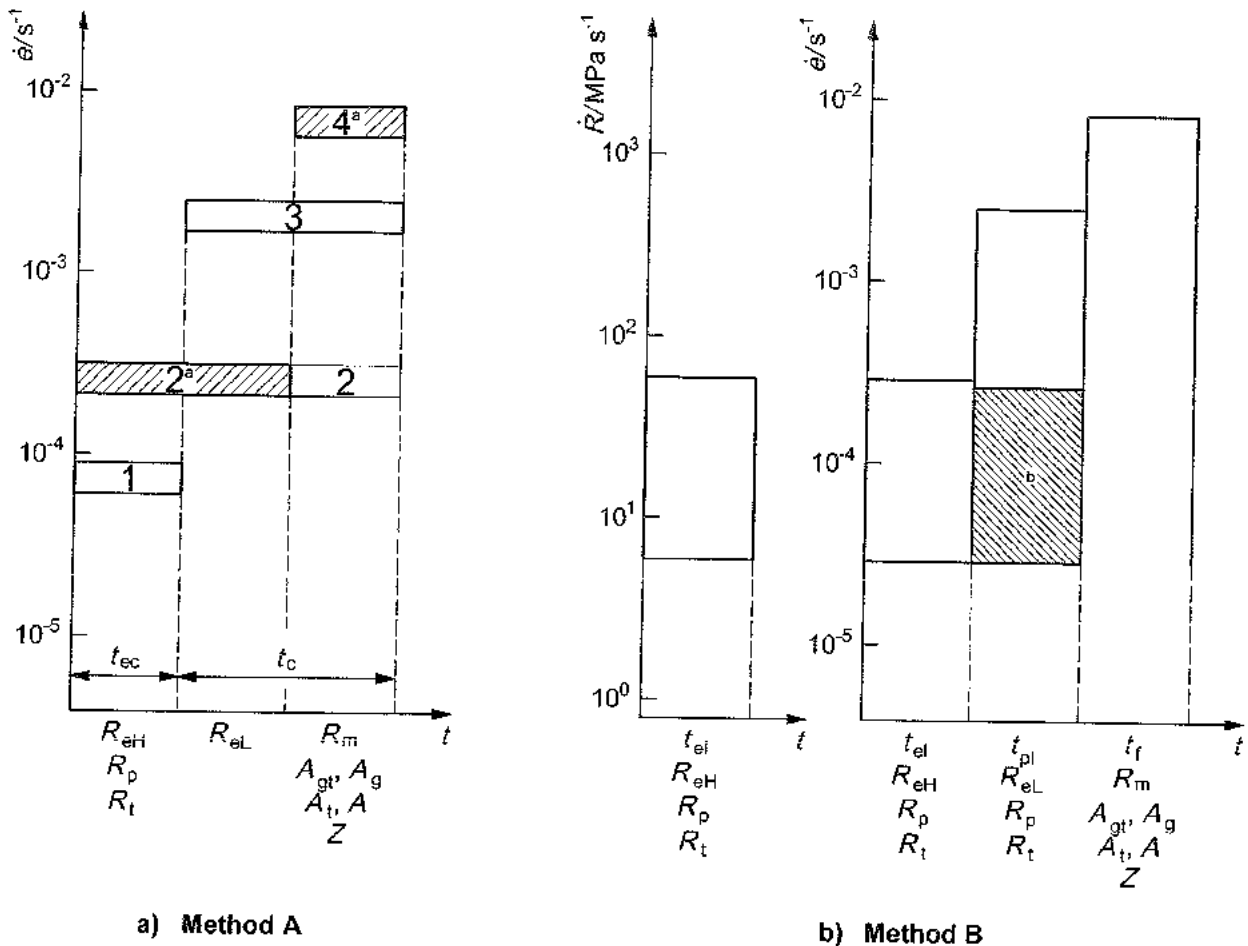 ė/s⁻¹
10⁻²
4ᵃ
3
10⁻³
2ᵃ 2
10⁻⁴
1
10⁻⁵
t_ec t_c
t
R_eH R_eL R_m
R_p A_gt, A_g
R_t A_t, A
Z
a) Method A
Ṙ/MPa s⁻¹
10³
10²
10¹
10⁰
t_el t
R_eH
R_p
R_t
ė/s⁻¹
10⁻²
10⁻³
10⁻⁴
b
10⁻⁵
t_el t_pl t_f t
R_eH R_eL R_m
R_p R_p A_gt, A_g
R_t R_t A_t, A
Z
b) Method B